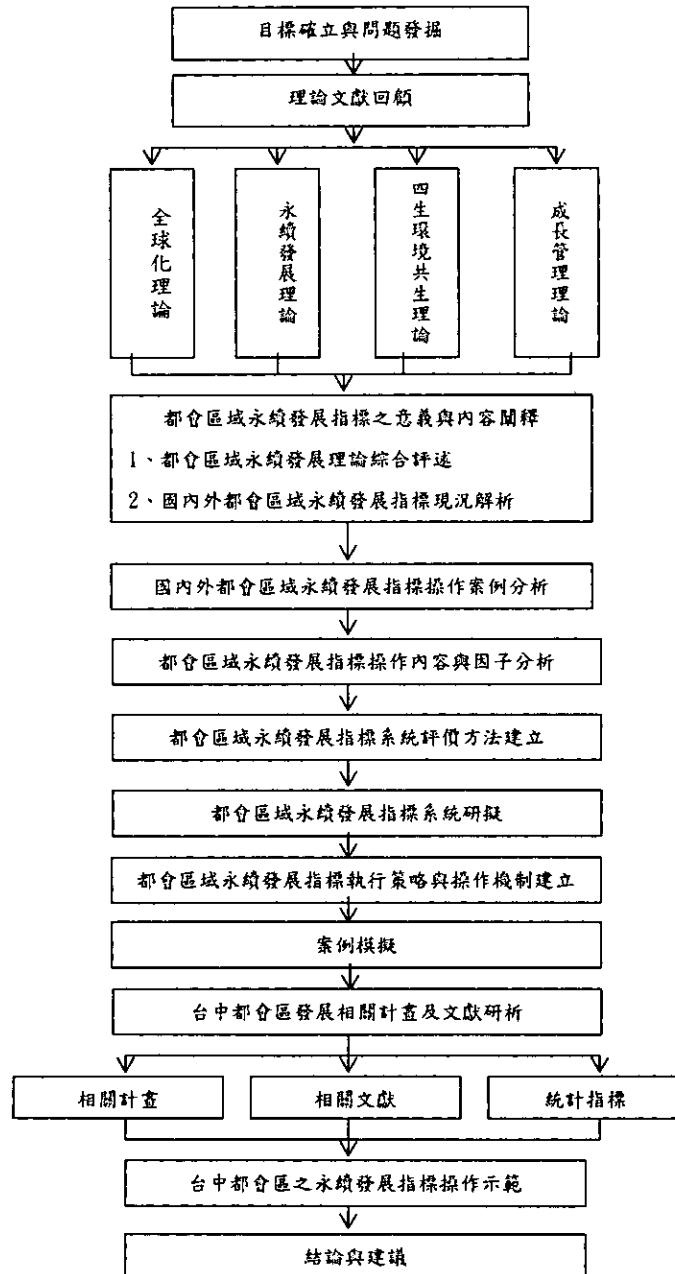 目標確立與問題發掘
理論文獻回顧
全球化理論
永續發展理論
四生環境共生理論
成長管理理論
都會區域永續發展指標之意義與內容闡釋
1、都會區域永續發展理論綜合評述
2、國內外都會區域永續發展指標現況解析
國內外都會區域永續發展指標操作案例分析
都會區域永續發展指標操作內容與因子分析
都會區域永續發展指標系統評價方法建立
都會區域永續發展指標系統研擬
都會區域永續發展指標執行策略與操作機制建立
案例模擬
台中都會區發展相關計畫及文獻研析
相關計畫
相關文獻
統計指標
台中都會區之永續發展指標操作示範
結論與建議